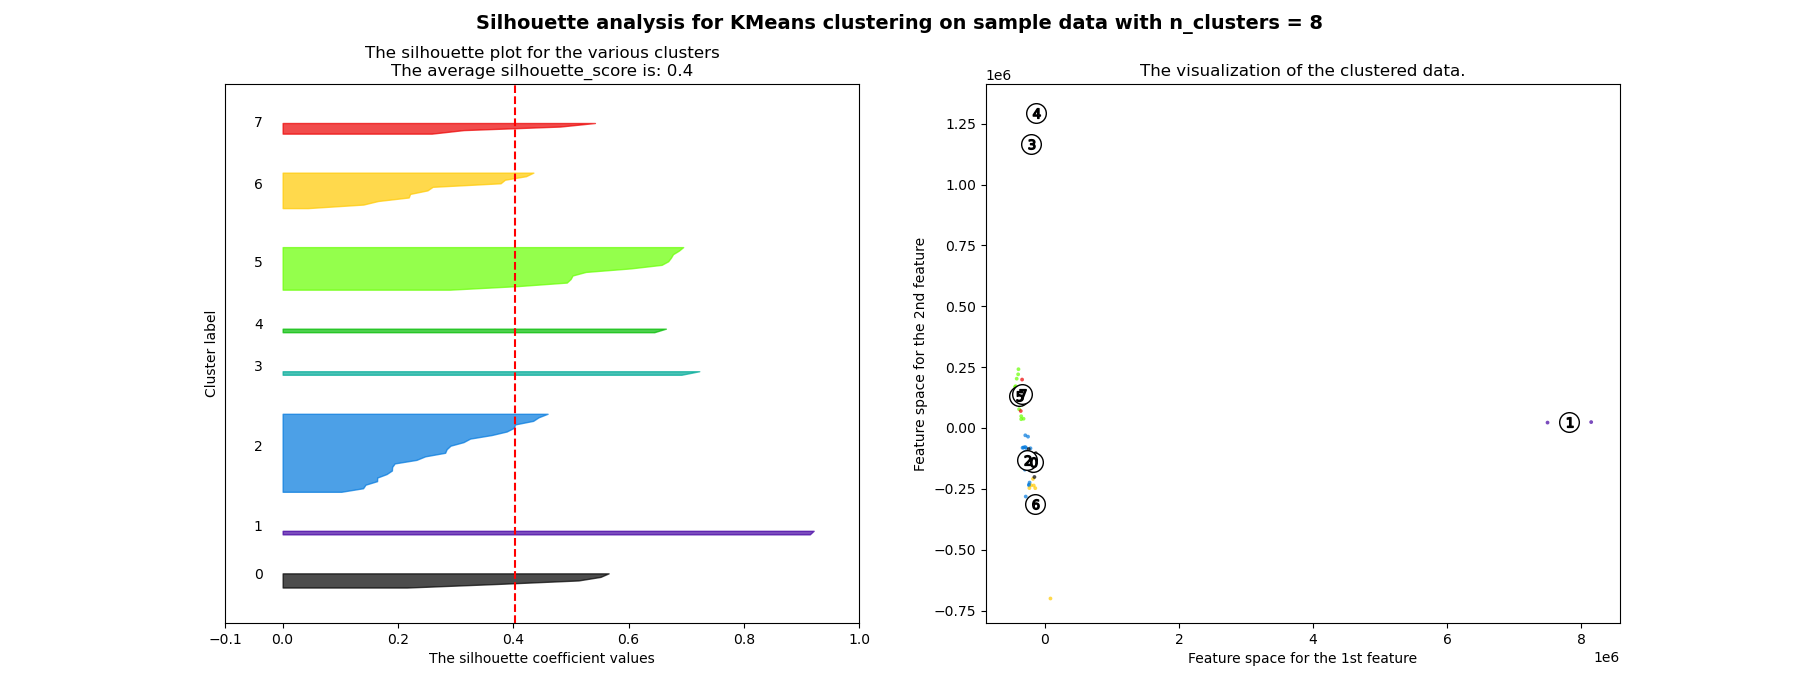 Silhouette analysis for KMeans clustering on sample data with n_clusters = 8
The silhouette plot for the various clusters
The average silhouette_score is: 0.4
7
6
5
4
3
2
1
0
Cluster label
−0.1 0.0 0.2 0.4 0.6 0.8 1.0
The silhouette coefficient values
The visualization of the clustered data.
1e6
1.25
1.00
0.75
0.50
0.25
0.00
−0.25
−0.50
−0.75
Feature space for the 2nd feature
4
3
5 7
1
2 0
6
0 2 4 6 8
1e6
Feature space for the 1st feature